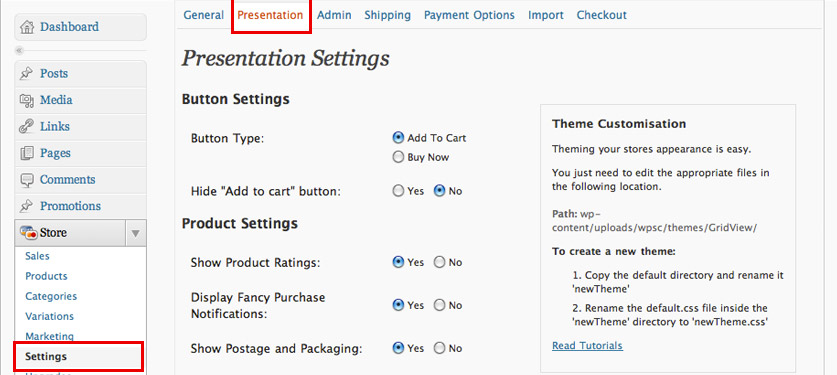 Dashboard
Posts
Media
Links
Pages
Comments
Promotions
Store
Sales
Products
Categories
Variations
Marketing
Settings
General Presentation Admin Shipping Payment Options Import Checkout
Presentation Settings
Button Settings
Button Type:
Add To Cart
Buy Now
Hide "Add to cart" button:
Yes No
Product Settings
Show Product Ratings:
Yes No
Display Fancy Purchase
Notifications:
Yes No
Show Postage and Packaging:
Yes No
Theme Customisation
Theming your stores appearance is easy.
You just need to edit the appropriate files in
the following location.
Path: wp-
content/uploads/wpsc/themes/GridView/
To create a new theme:
1. Copy the default directory and rename it
'newTheme'
2. Rename the default.css file inside the
'newTheme' directory to 'newTheme.css'
Read Tutorials